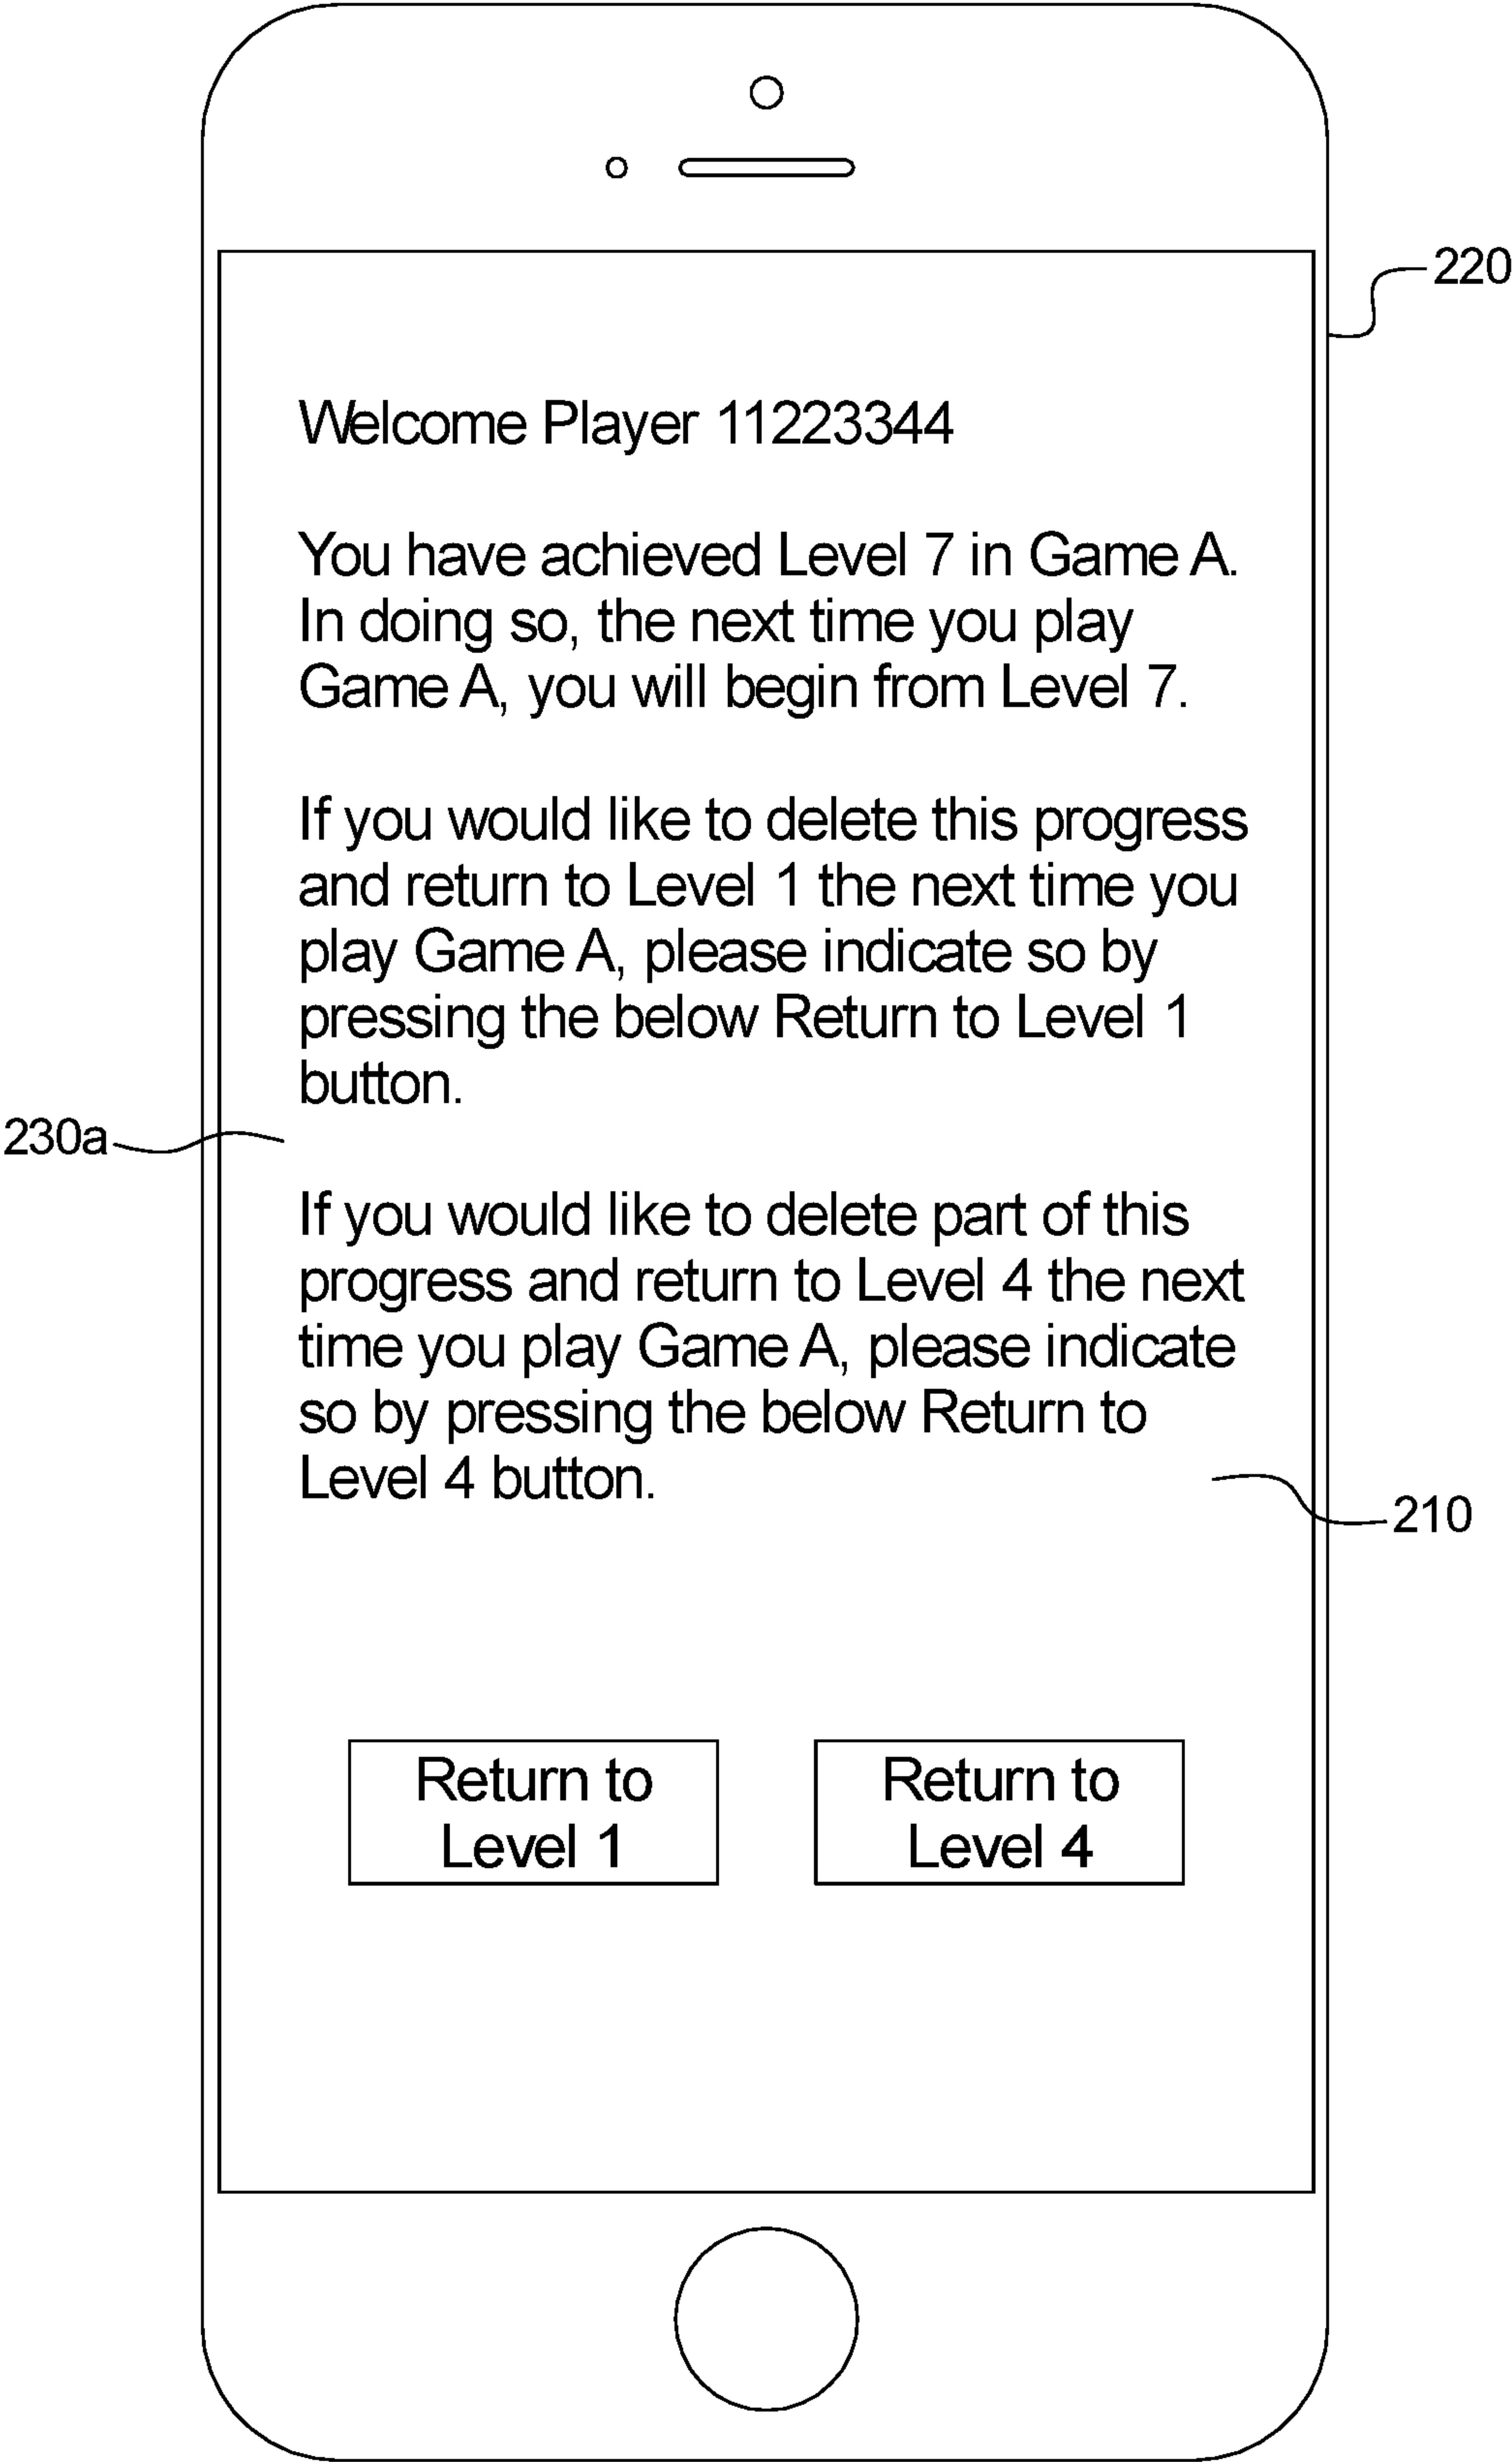 220
Welcome Player 11223344
You have achieved Level 7 in Game A.
In doing so, the next time you play
Game A, you will begin from Level 7.
If you would like to delete this progress
and return to Level 1 the next time you
play Game A, please indicate so by
pressing the below Return to Level 1
button.
230a
If you would like to delete part of this
progress and return to Level 4 the next
time you play Game A, please indicate
so by pressing the below Return to
Level 4 button.
210
Return to
Level 1
Return to
Level 4